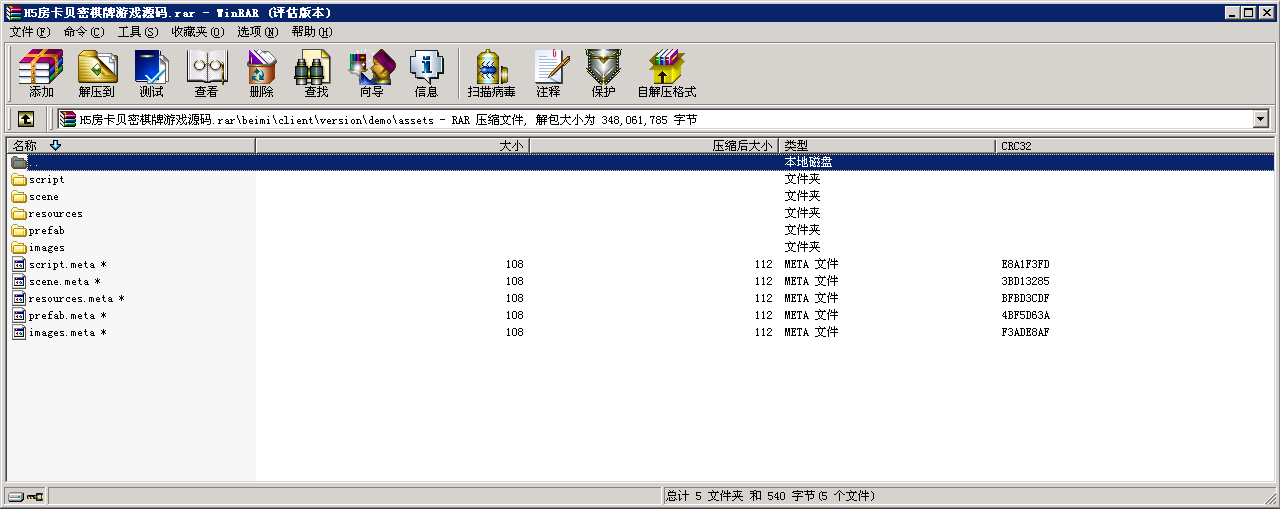 H5房卡贝密棋牌游戏源码.rar - WinRAR (评估版本)
文件(F) 命令(C) 工具(S) 收藏夹(O) 选项(N) 帮助(H)
添加 解压到 测试 查看 删除 查找 向导 信息 扫描病毒 注释 保护 自解压格式
H5房卡贝密棋牌游戏源码.rar\beimi\client\version\demo\assets - RAR 压缩文件, 解包大小为 348,061,785 字节
名称 大小 压缩后大小 类型 CRC32
.. 本地磁盘
script 文件夹
scene 文件夹
resources 文件夹
prefab 文件夹
images 文件夹
script.meta * 108 112 META 文件 E8A1F3FD
scene.meta * 108 112 META 文件 3BD13285
resources.meta * 108 112 META 文件 BFBD3CDF
prefab.meta * 108 112 META 文件 4BF5D63A
images.meta * 108 112 META 文件 F3ADE8AF
总计 5 文件夹 和 540 字节(5 个文件)